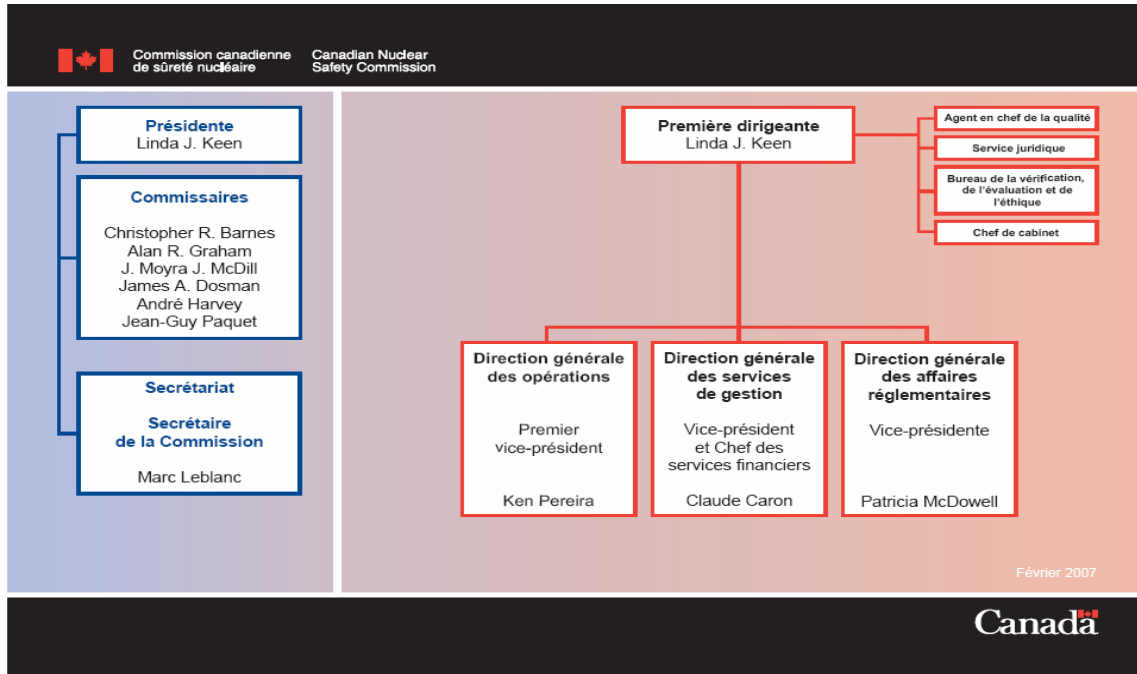 Commission canadienne
de sûreté nucléaire
Canadian Nuclear
Safety Commission
Présidente
Linda J. Keen
Commissaires
Christopher R. Barnes
Alan R. Graham
J. Moyra J. McDill
James A. Dosman
André Harvey
Jean-Guy Paquet
Secrétariat
Secrétaire
de la Commission
Marc Leblanc
Première dirigeante
Linda J. Keen
Agent en chef de la qualité
Service juridique
Bureau de la vérification,
de l'évaluation et de
l'éthique
Chef de cabinet
Direction générale
des opérations
Premier
vice-président
Ken Pereira
Direction générale
des services
de gestion
Vice-président
et Chef des
services financiers
Claude Caron
Direction générale
des affaires
réglementaires
Vice-présidente
Patricia McDowell
Février 2007
Canada